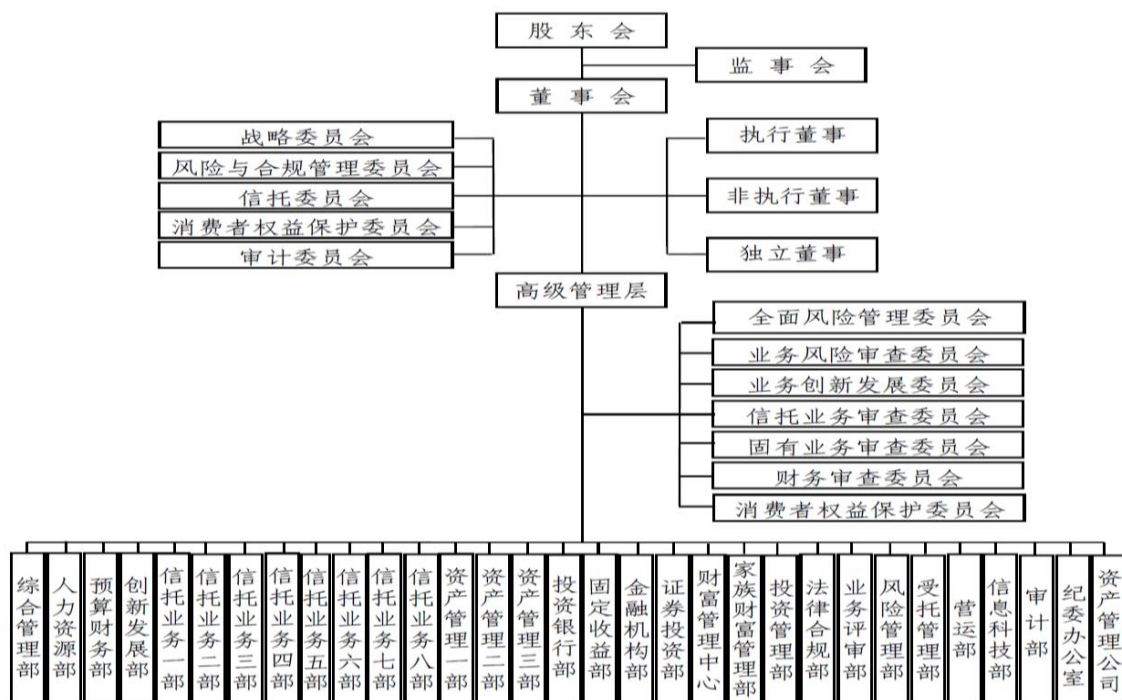 股东会
监事会
董事会
战略委员会
风险与合规管理委员会
信托委员会
消费者权益保护委员会
审计委员会
执行董事
非执行董事
独立董事
高级管理层
全面风险管理委员会
业务风险审查委员会
业务创新发展委员会
信托业务审查委员会
固有业务审查委员会
财务审查委员会
消费者权益保护委员会
综合管理部
人力资源部
预算财务部
创新发展部
信托业务一部
信托业务二部
信托业务三部
信托业务四部
信托业务五部
信托业务六部
信托业务七部
信托业务八部
资产管理一部
资产管理二部
资产管理三部
投资银行部
固定收益部
金融机构部
证券投资部
财富管理中心
家族财富管理部
投资管理部
法律合规部
业务评审部
风险管理部
受托管理部
营运部
信息科技部
审计部
纪委办公室
资产管理公司